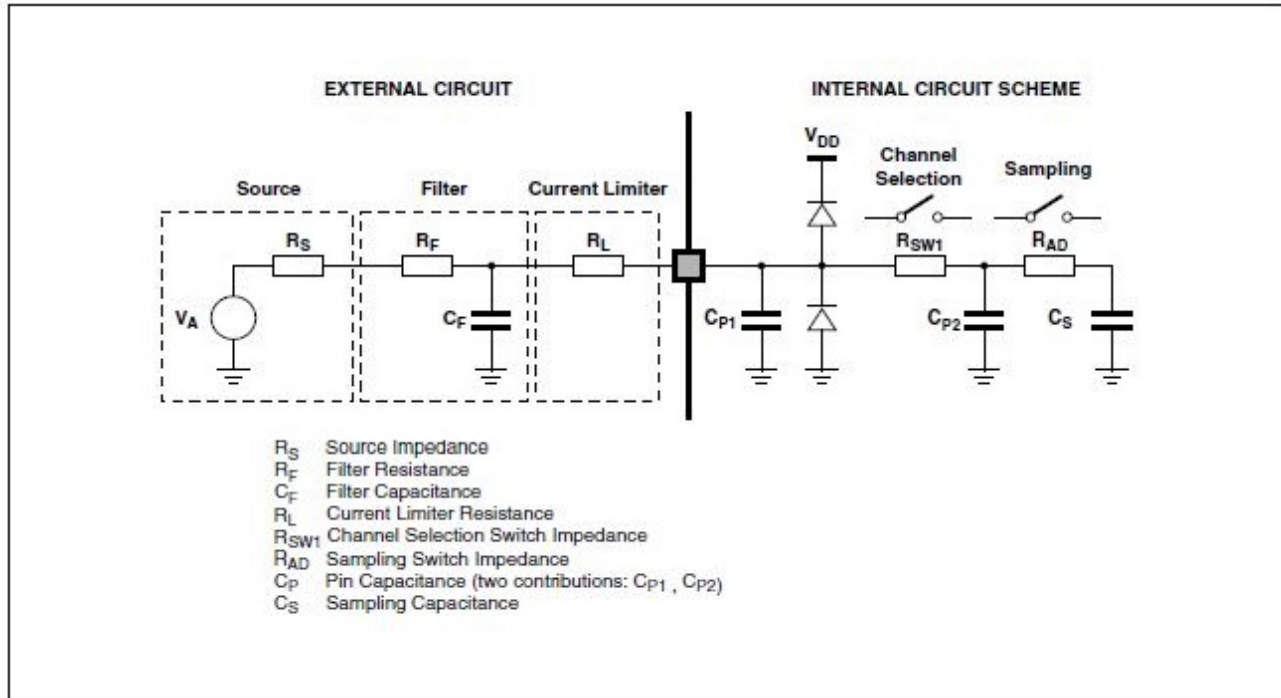 EXTERNAL CIRCUIT
INTERNAL CIRCUIT SCHEME
VDD
Channel
Selection
Sampling
Source
Filter
Current Limiter
RS
RF
RL
RSW1
RAD
VA
CF
CP1
CP2
CS
RS Source Impedance
RF Filter Resistance
CF Filter Capacitance
RL Current Limiter Resistance
RSW1 Channel Selection Switch Impedance
RAD Sampling Switch Impedance
CP Pin Capacitance (two contributions: CP1 , CP2)
CS Sampling Capacitance